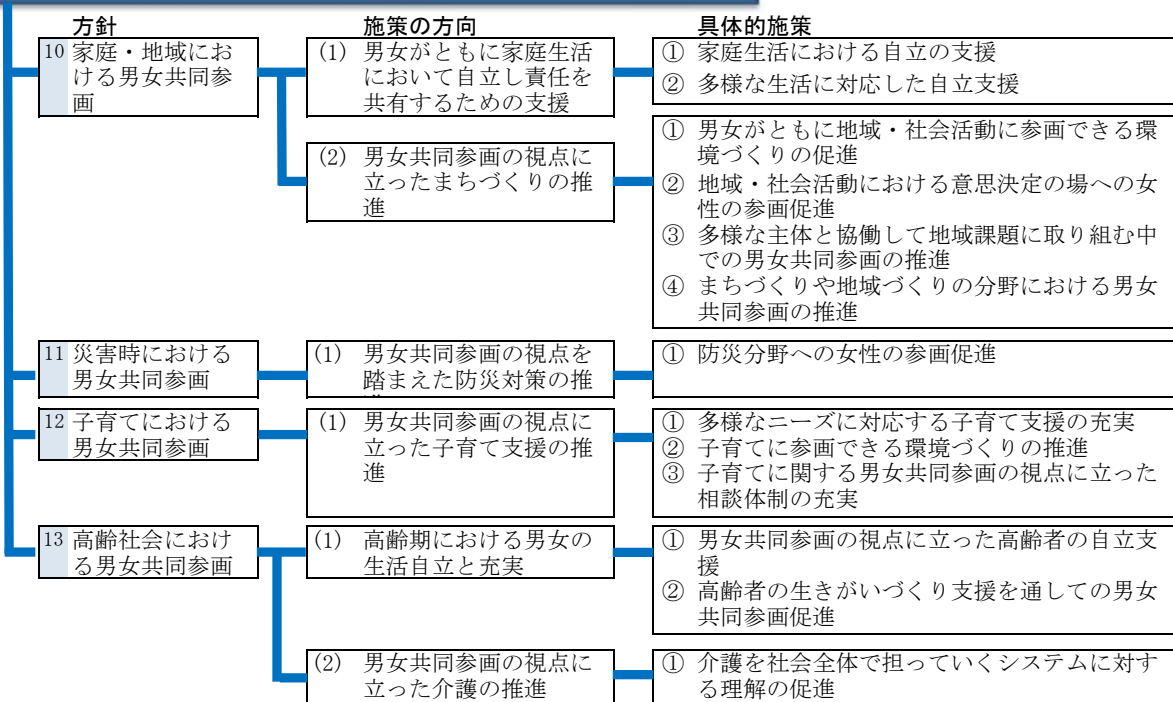 方針 施策の方向 具体的施策
10 家庭・地域にお
ける男女共同参
画
(1) 男女がともに家庭生活
において自立し責任を
共有するための支援
① 家庭生活における自立の支援
② 多様な生活に対応した自立支援
(2) 男女共同参画の視点に
立ったまちづくりの推
進
① 男女がともに地域・社会活動に参画できる環
境づくりの促進
② 地域・社会活動における意思決定の場への女
性の参画促進
③ 多様な主体と協働して地域課題に取り組む中
での男女共同参画の推進
④ まちづくりや地域づくりの分野における男女
共同参画の推進
11 災害時における
男女共同参画
(1) 男女共同参画の視点を
踏まえた防災対策の推
① 防災分野への女性の参画促進
12 子育てにおける
男女共同参画
(1) 男女共同参画の視点に
立った子育て支援の推
進
① 多様なニーズに対応する子育て支援の充実
② 子育てに参画できる環境づくりの推進
③ 子育てに関する男女共同参画の視点に立った
相談体制の充実
13 高齢社会におけ
る男女共同参画
(1) 高齢期における男女の
生活自立と充実
① 男女共同参画の視点に立った高齢者の自立支
援
② 高齢者の生きがいづくり支援を通しての男女
共同参画促進
(2) 男女共同参画の視点に
立った介護の推進
① 介護を社会全体で担っていくシステムに対す
る理解の促進